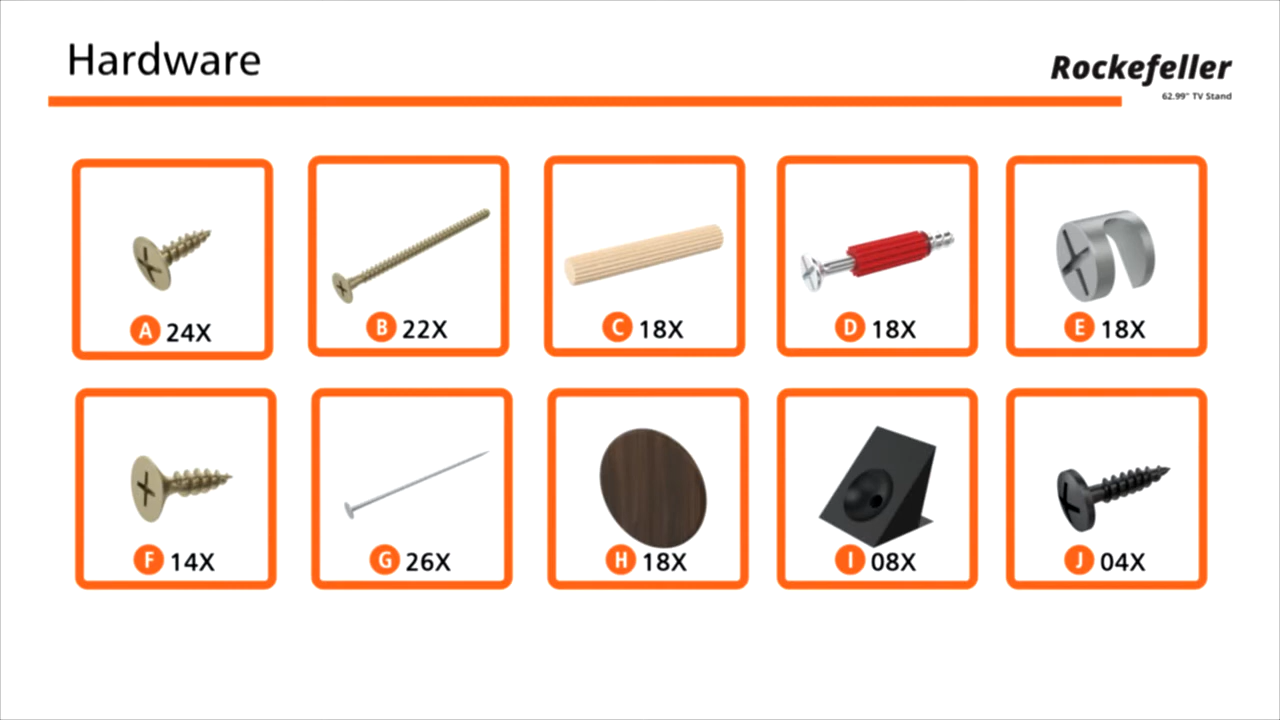 Hardware
Rockefeller
62.99" TV Stand
A 24X
B 22X
C 18X
D 18X
E 18X
F 14X
G 26X
H 18X
I 08X
J 04X